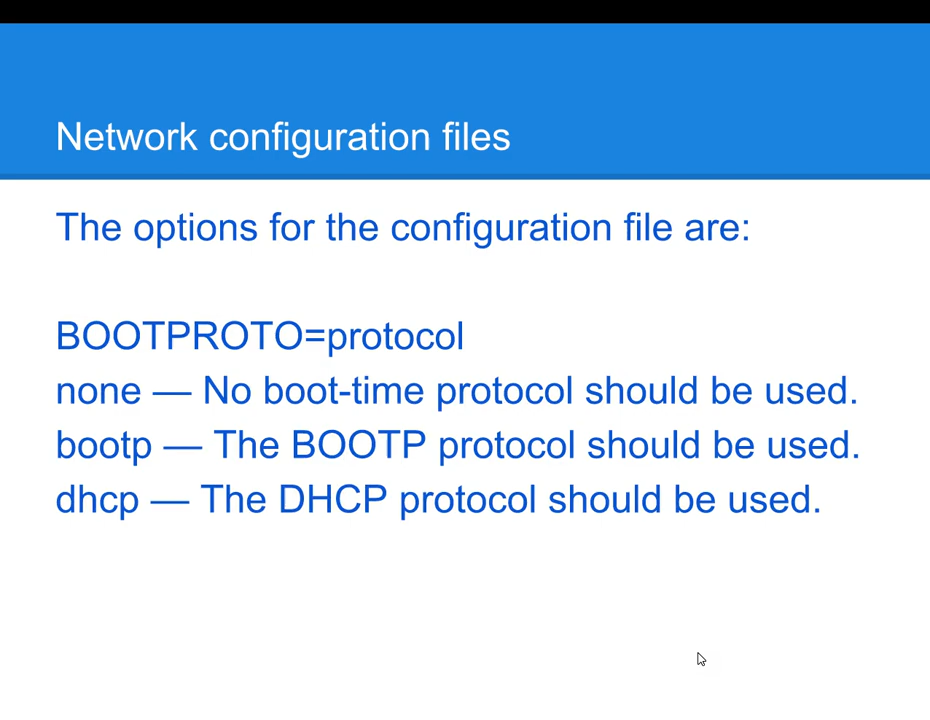 Network configuration files
The options for the configuration file are:
BOOTPROTO=protocol
none — No boot-time protocol should be used.
bootp — The BOOTP protocol should be used.
dhcp — The DHCP protocol should be used.